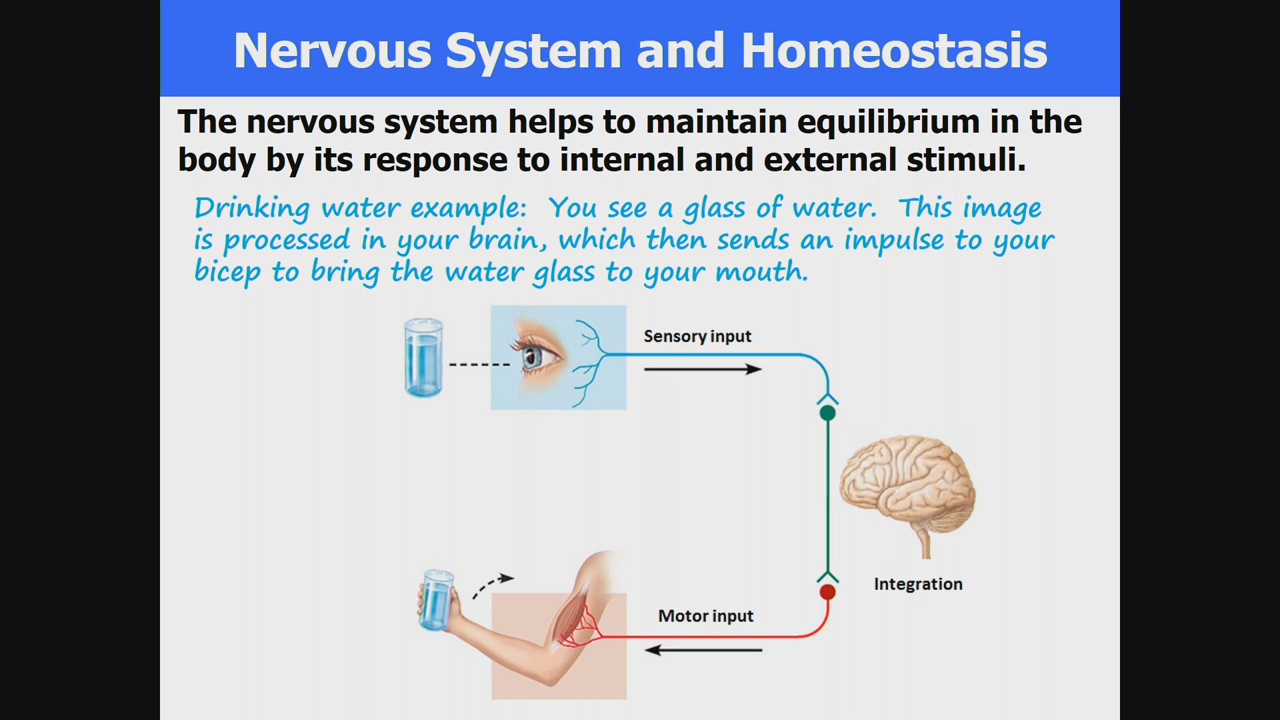 Nervous System and Homeostasis
The nervous system helps to maintain equilibrium in the
body by its response to internal and external stimuli.
Drinking water example:  You see a glass of water.  This image
is processed in your brain, which then sends an impulse to your
bicep to bring the water glass to your mouth.
Sensory input
Integration
Motor input